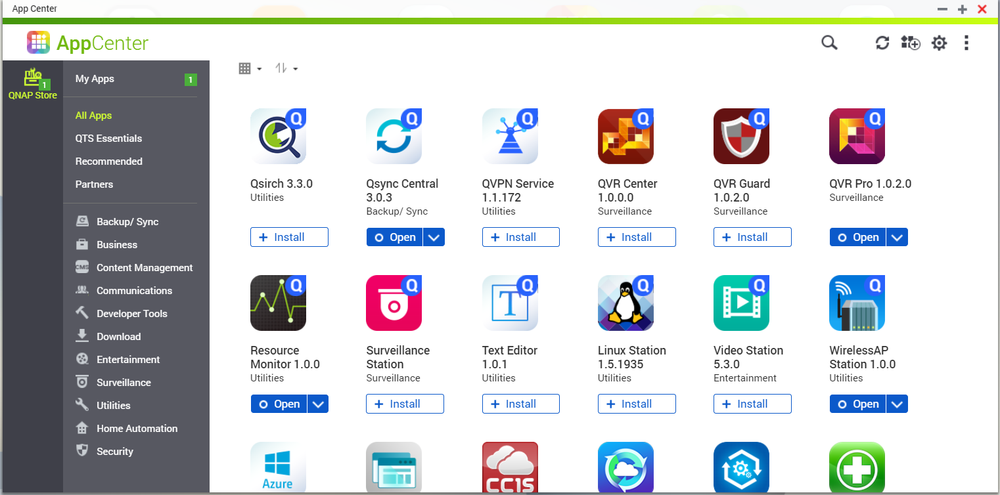 App Center
AppCenter
1
QNAP Store
My Apps
1
All Apps
QTS Essentials
Recommended
Partners
Backup/ Sync
Business
CMS
Content Management
Communications
Developer Tools
Download
Entertainment
Surveillance
Utilities
Home Automation
Security
Q
Q
Q
Q
Q
Q
Qsirch 3.3.0
Utilities
+ Install
Qsync Central
3.0.3
Backup/ Sync
Open
QVPN Service
1.1.172
Utilities
+ Install
QVR Center
1.0.0.0
Surveillance
+ Install
QVR Guard
1.0.2.0
Surveillance
+ Install
QVR Pro 1.0.2.0
Surveillance
Open
Q
Q
Q
T
Q
Q
Q
Resource
Monitor 1.0.0
Utilities
Open
Surveillance
Station
Surveillance
+ Install
Text Editor
1.0.1
Utilities
+ Install
Linux Station
1.5.1935
Utilities
+ Install
Video Station
5.3.0
Entertainment
+ Install
WirelessAP
Station 1.0.0
Utilities
Open
Azure